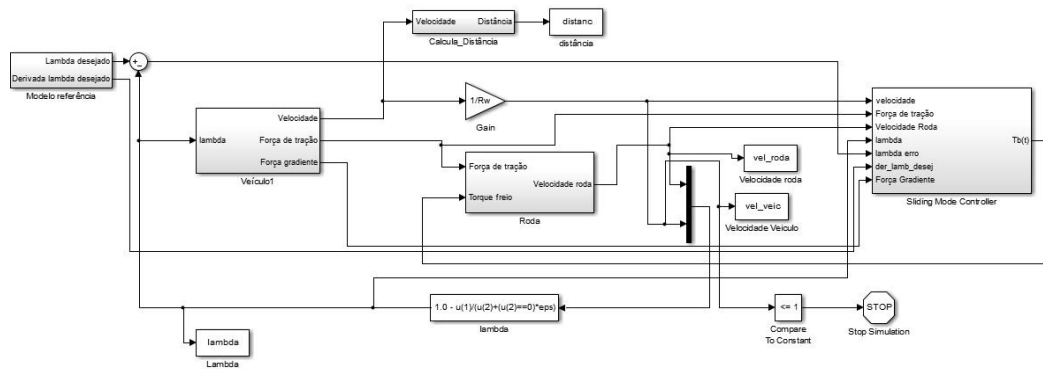 Velocidade
Distância
Calcula_Distância
distanc
distância
Lambda desejado
Derivada lambda desejado
Modelo referência
+
_
lambda
Velocidade
Força de tração
Força gradiente
Veículo1
1/Rw
Gain
Força de tração
Torque freio
Velocidade roda
Roda
vel_roda
Velocidade roda
vel_veic
Velocidade Veiculo
velocidade
Força de tração
Velocidade Roda
lambda
lambda erro
der_lamb_desej
Força Gradiente
Tb(t)
Sliding Mode Controller
1.0 - u(1)/(u(2)+(u(2)==0)*eps)
lambda
<= 1
Compare
To Constant
STOP
Stop Simulation
lambda
Lambda